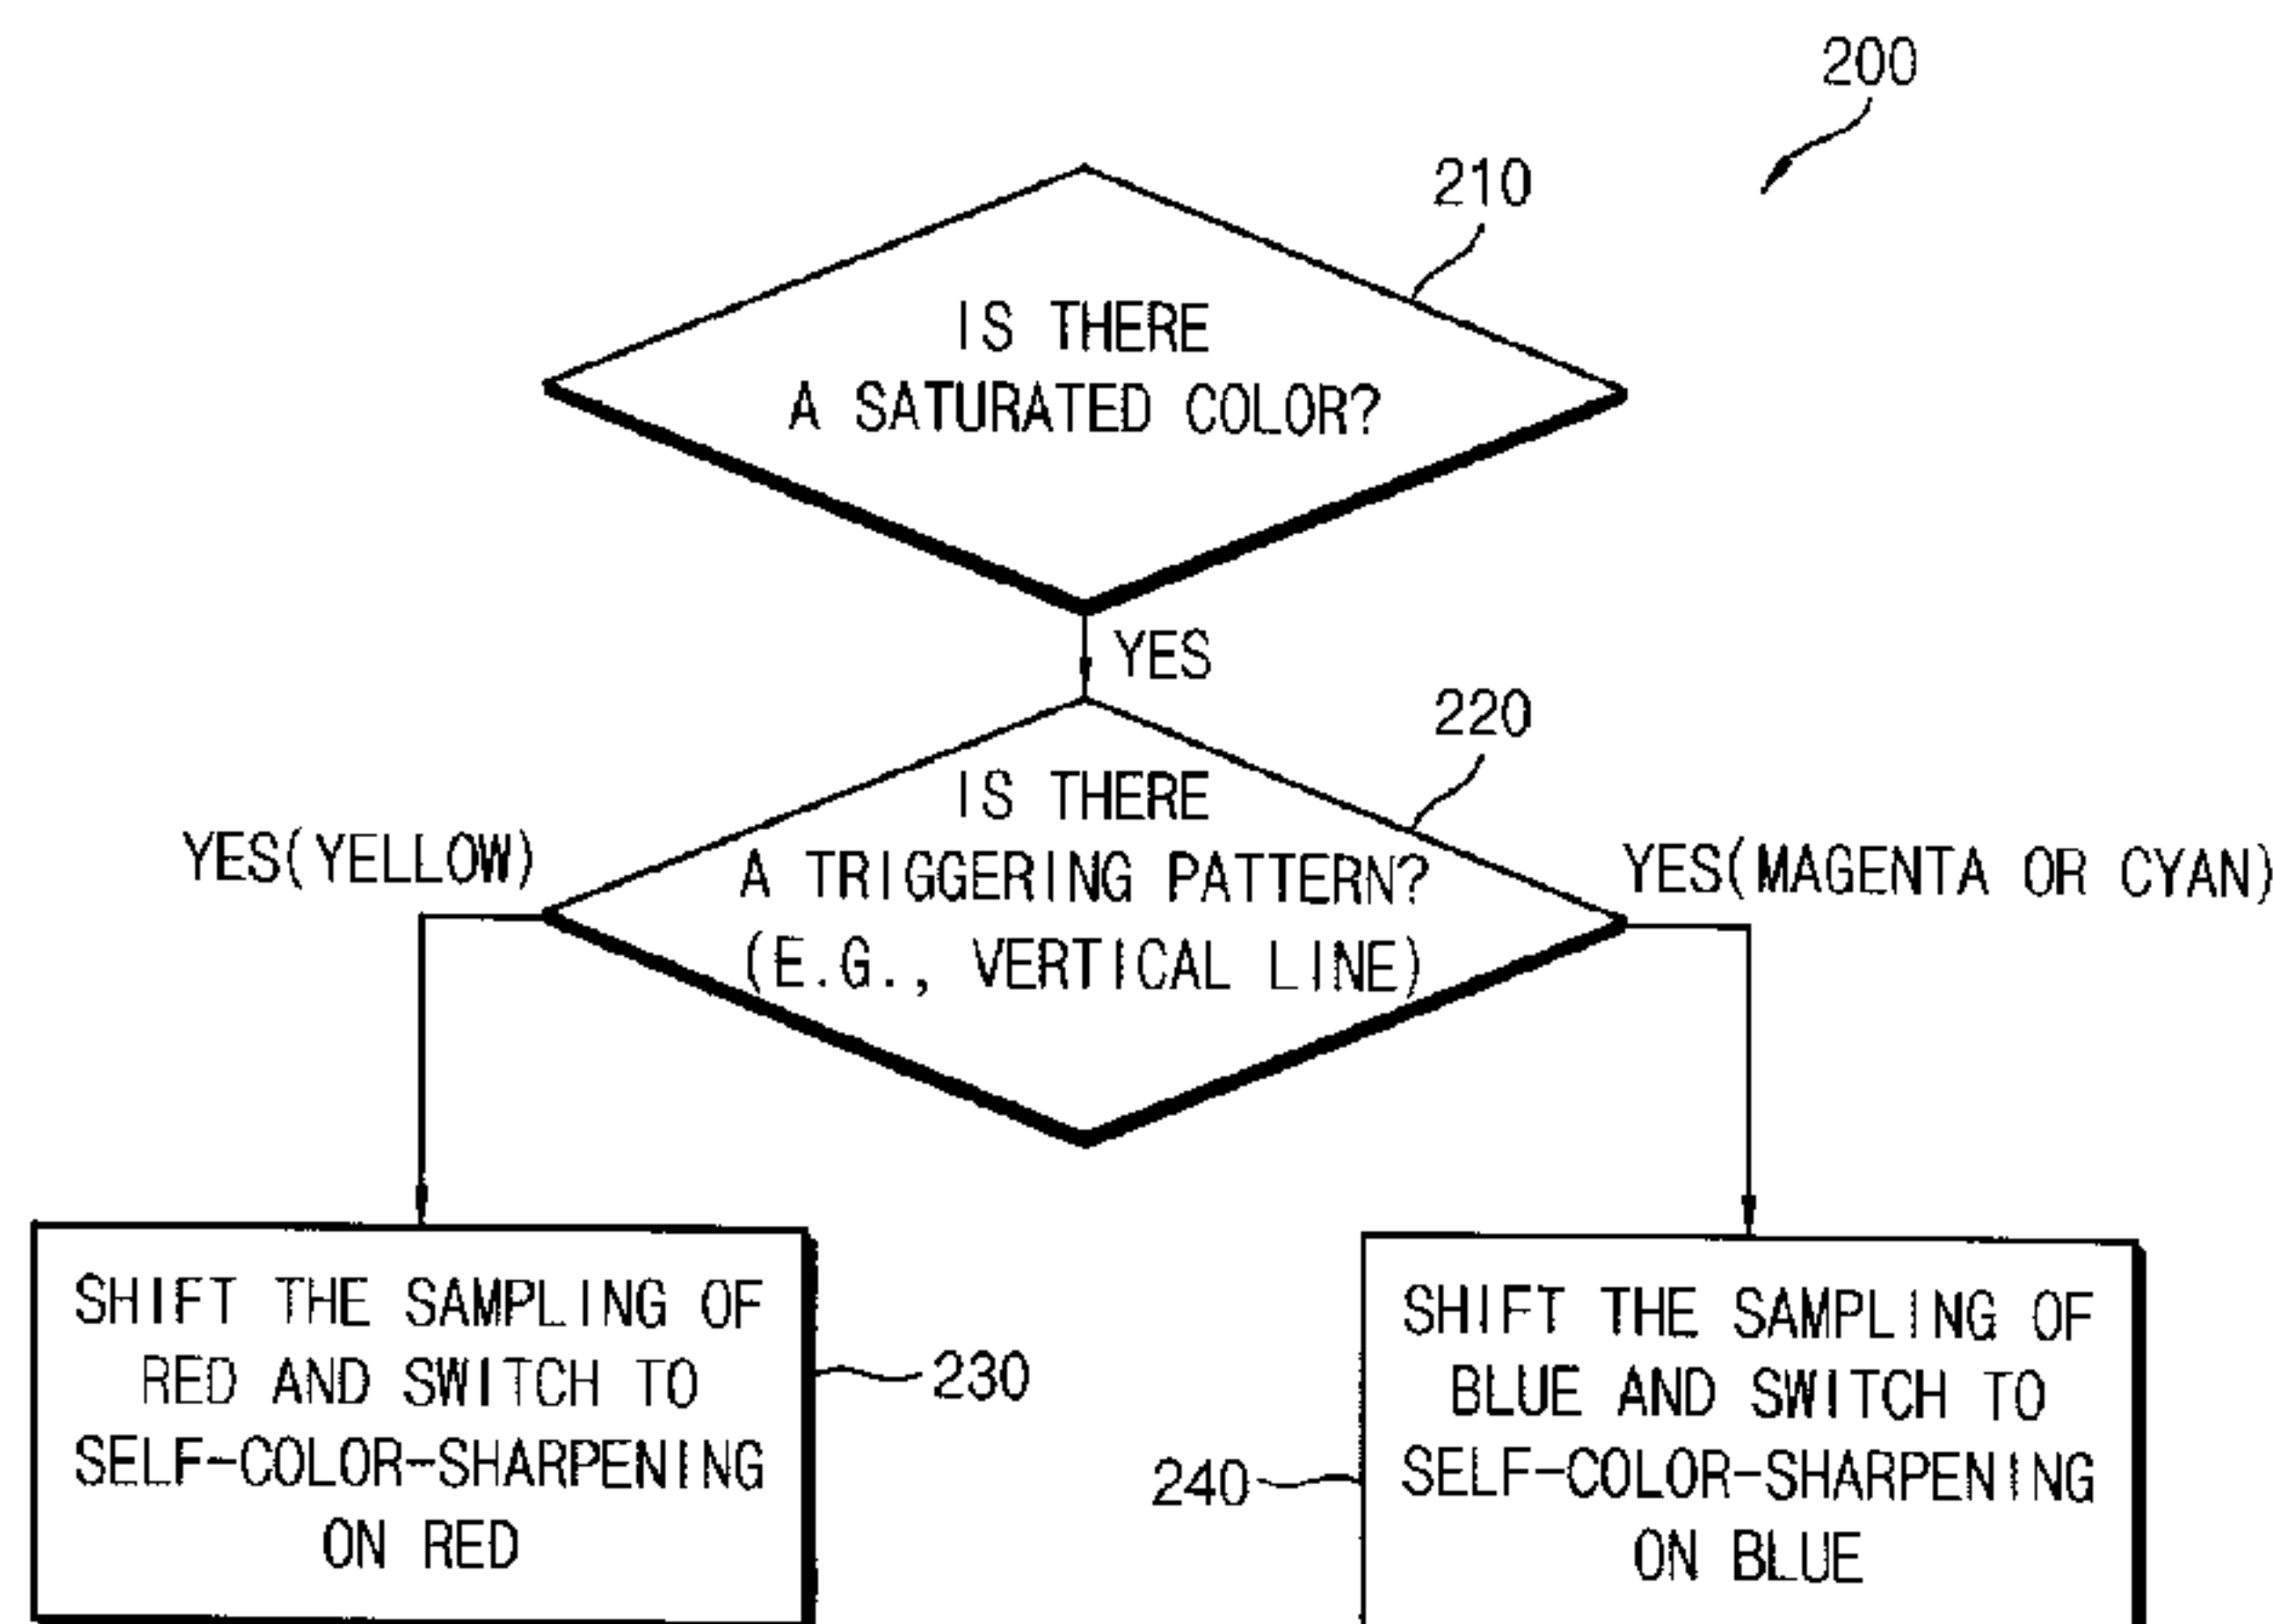 200
210
IS THERE
A SATURATED COLOR?
YES
220
IS THERE
A TRIGGERING PATTERN?
(E.G., VERTICAL LINE)
YES(YELLOW)
YES(MAGENTA OR CYAN)
SHIFT THE SAMPLING OF
RED AND SWITCH TO
SELF-COLOR-SHARPENING
ON RED
230
SHIFT THE SAMPLING OF
BLUE AND SWITCH TO
SELF-COLOR-SHARPENING
ON BLUE
240